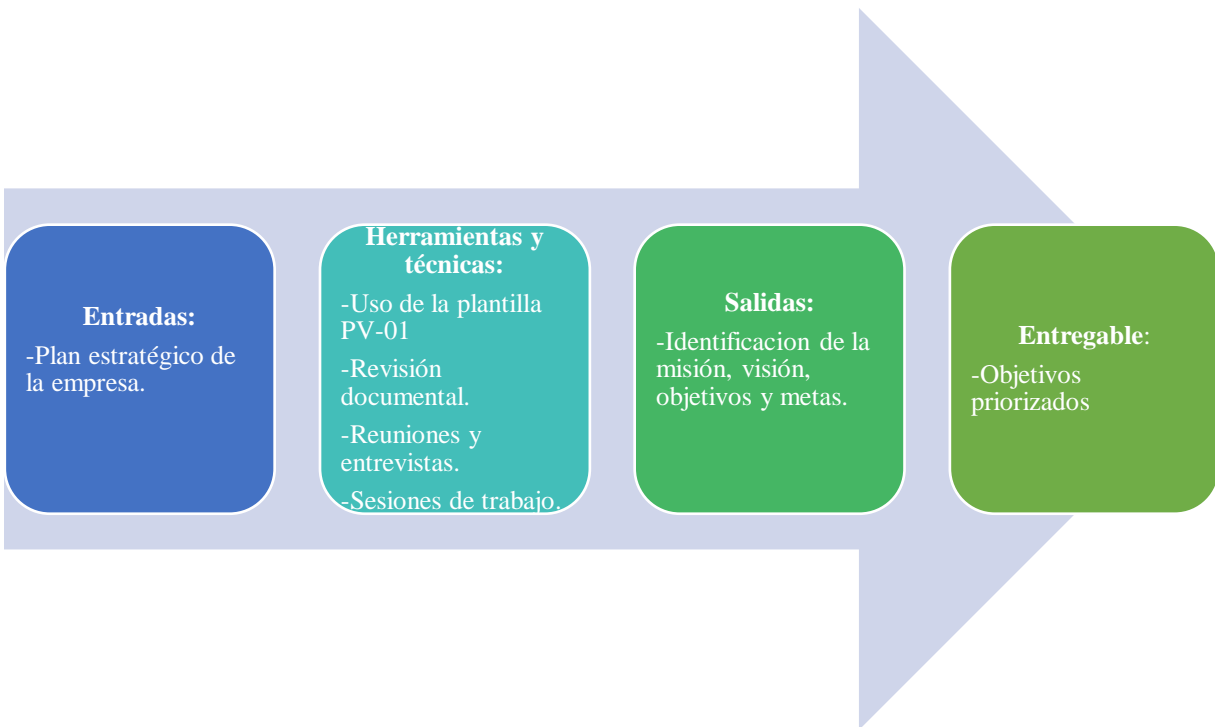 Entradas:
-Plan estratégico de
la empresa.
Herramientas y
técnicas:
-Uso de la plantilla
PV-01
-Revisión
documental.
-Reuniones y
entrevistas.
-Sesiones de trabajo.
Salidas:
-Identificacion de la
misión, visión,
objetivos y metas.
Entregable:
-Objetivos
priorizados